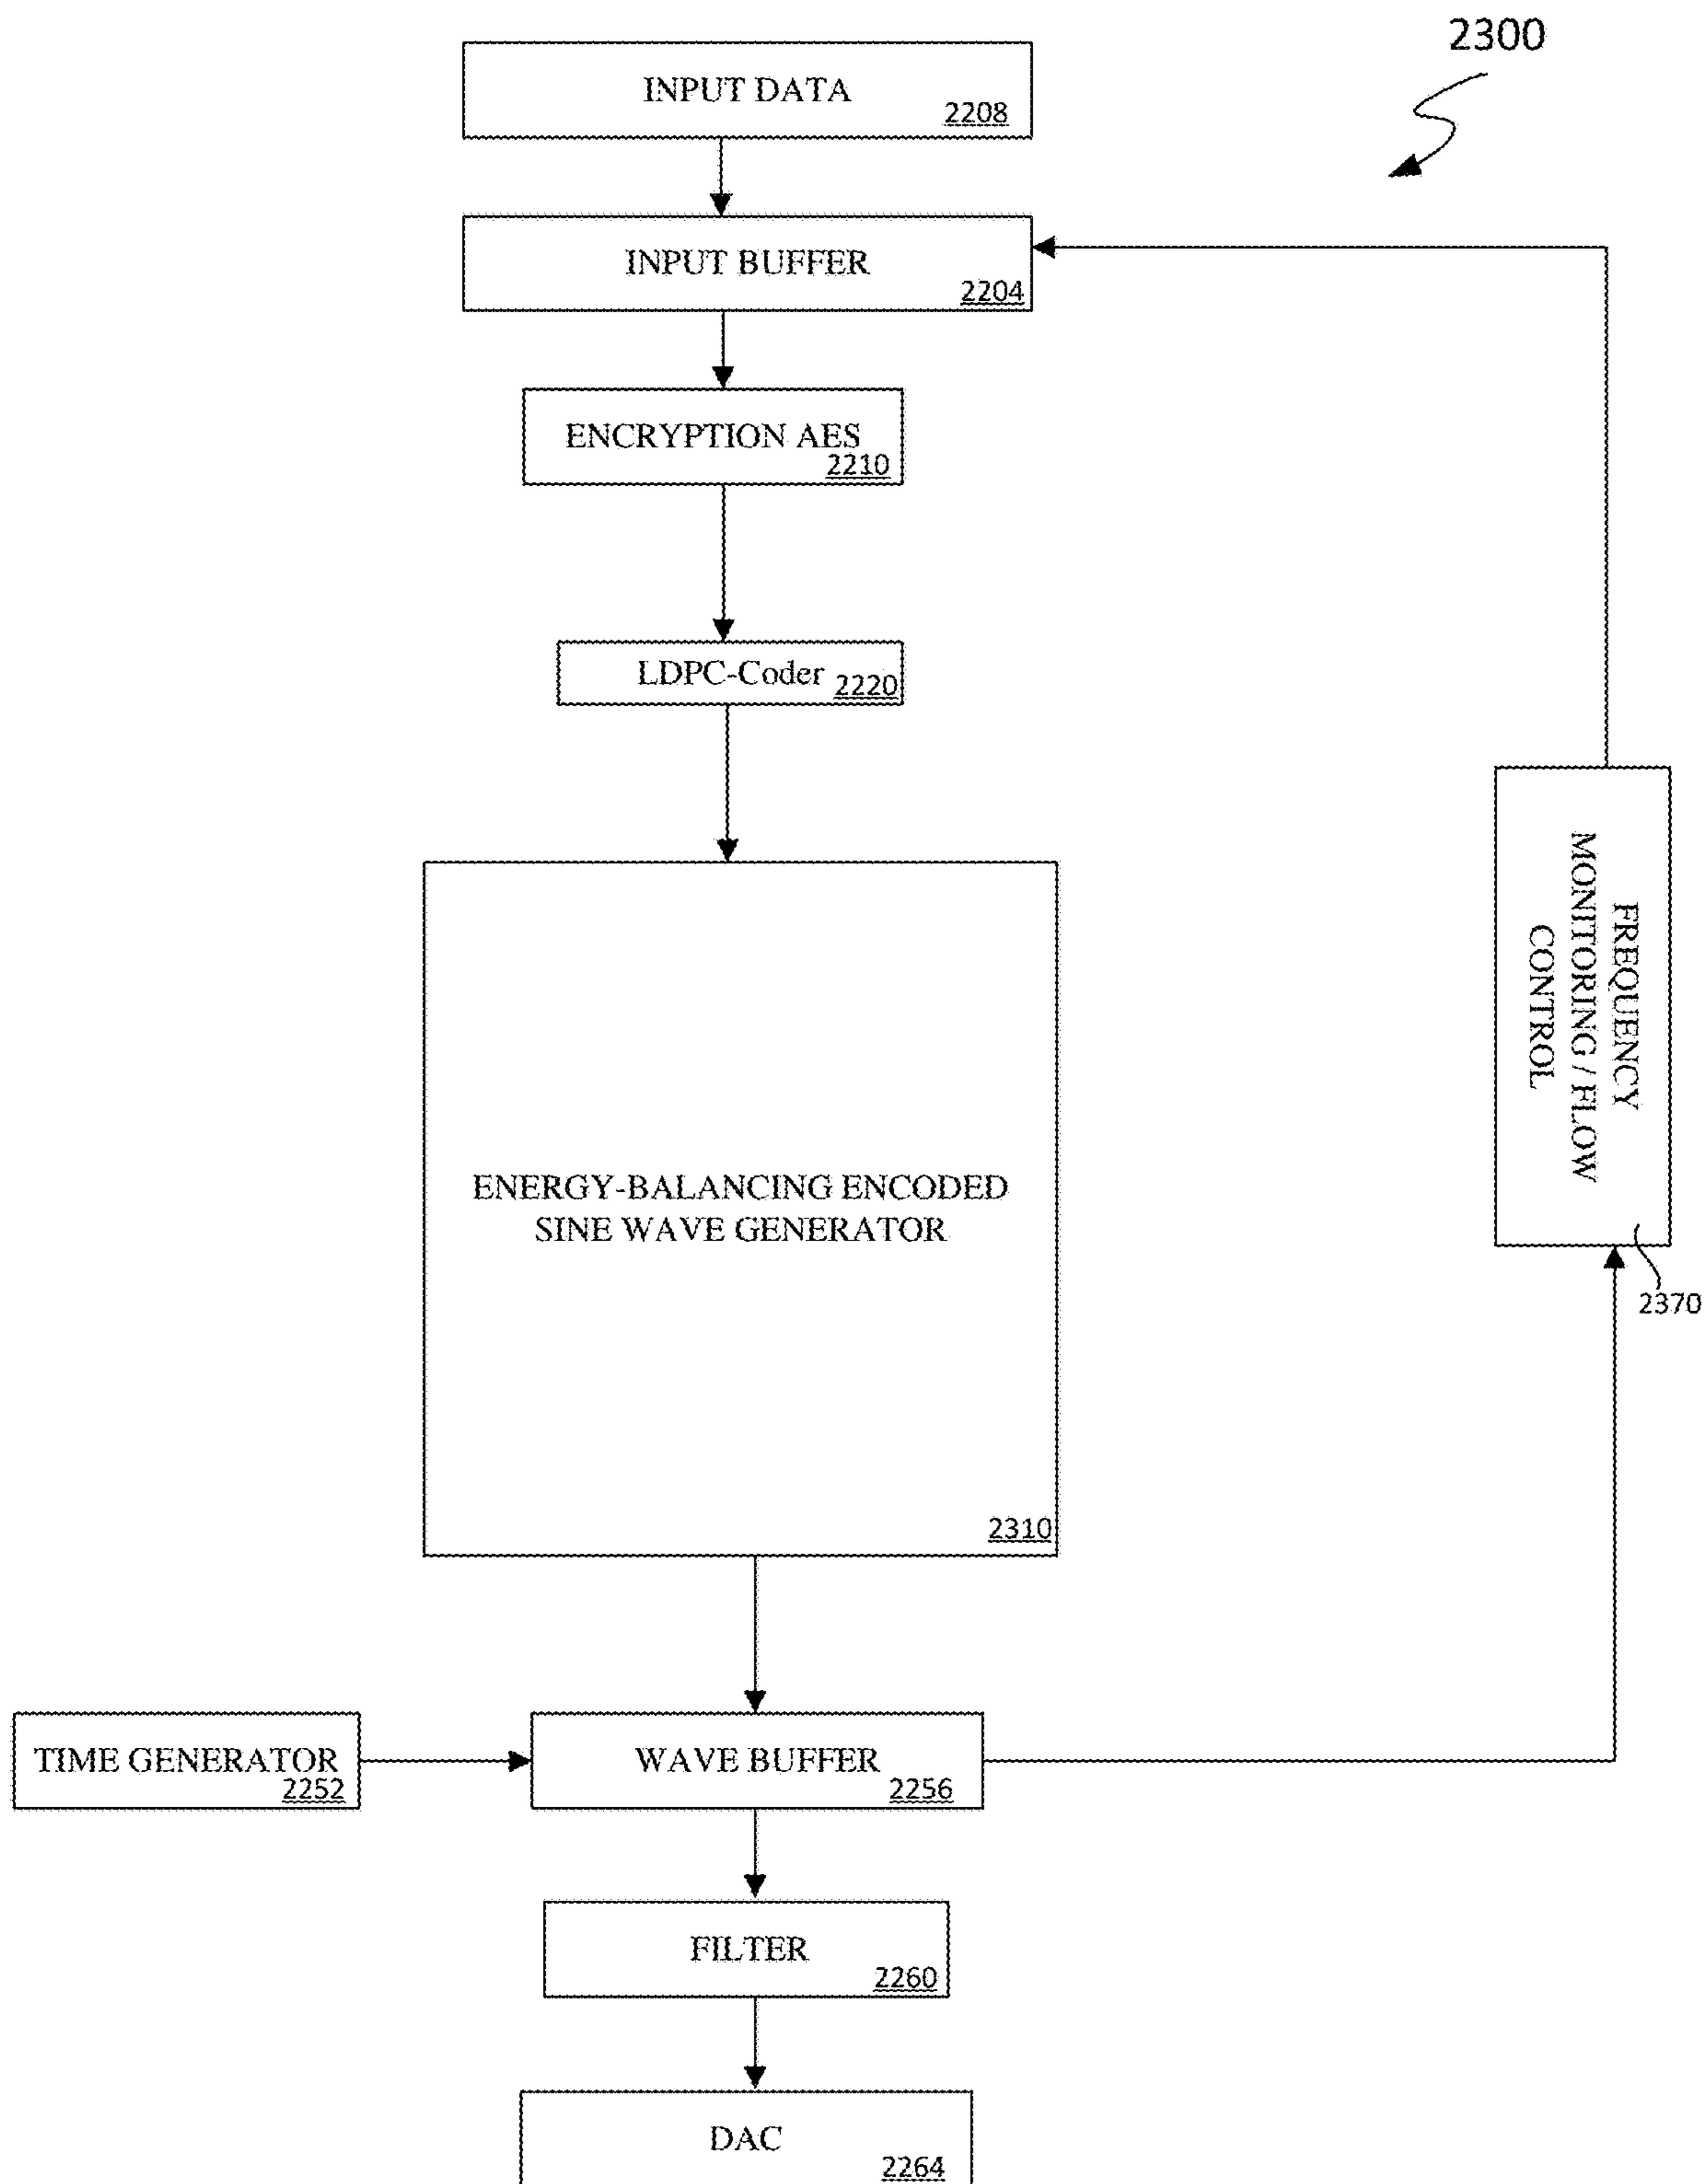 2300
INPUT DATA
2208
INPUT BUFFER
2204
ENCRYPTION AES
2210
LDPC-Coder
2220
FREQUENCY
MONITORING / FLOW
CONTROL
2370
ENERGY-BALANCING ENCODED
SINE WAVE GENERATOR
2310
TIME GENERATOR
2252
WAVE BUFFER
2256
FILTER
2260
DAC
2264